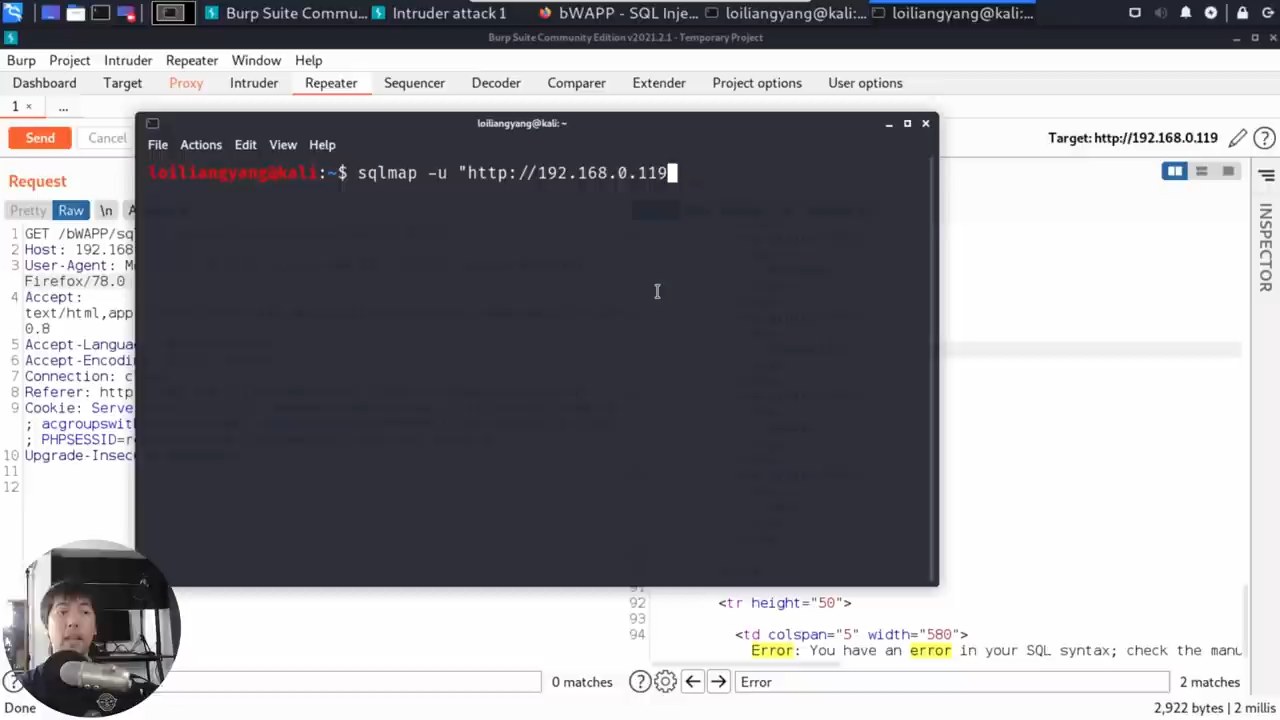 Burp Suite Commu...
Intruder attack 1
bWAPP - SQL Inje...
loiliangyang@kali:...
loiliangyang@kali:...
Burp Suite Community Edition v2021.2.1 - Temporary Project
Burp Project Intruder Repeater Window Help
Dashboard Target Proxy Intruder Repeater Sequencer Decoder Comparer Extender Project options User options
1 × ...
Send Cancel
Target: http://192.168.0.119
loiliangyang@kali:~
File Actions Edit View Help
loiliangyang@kali:~$ sqlmap -u "http://192.168.0.119
Request
Pretty Raw \n
INSPECTOR
1 GET /bWAPP/sq
2 Host: 192.168
3 User-Agent: M
Firefox/78.0
4 Accept:
text/html,app
0.8
5 Accept-Langua
6 Accept-Encodi
7 Connection: c
8 Referer: http
9 Cookie: Serve
; acgroupswith
; PHPSESSID=r
10 Upgrade-Insec
11
12
92 <tr height="50">
93
94 <td colspan="5" width="580">
Error: You have an error in your SQL syntax; check the manu
0 matches
Error
2 matches
Done
2,922 bytes | 2 millis